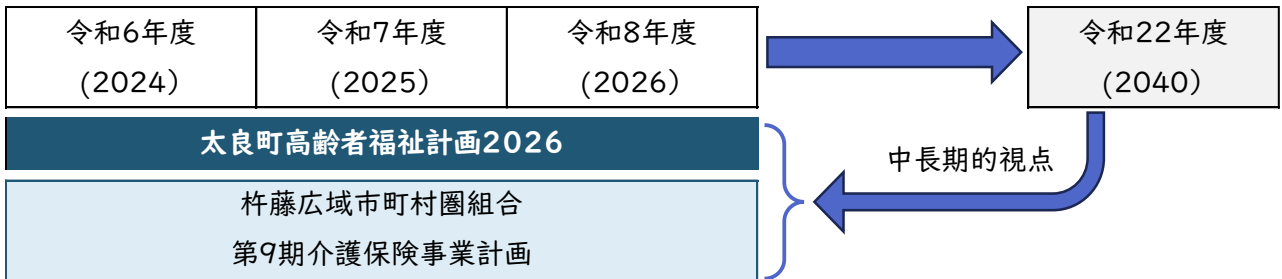 令和6年度 令和7年度 令和8年度 令和22年度
(2024) (2025) (2026) (2040)
太良町高齢者福祉計画2026
中長期的視点
杵藤広域市町村圏組合
第9期介護保険事業計画